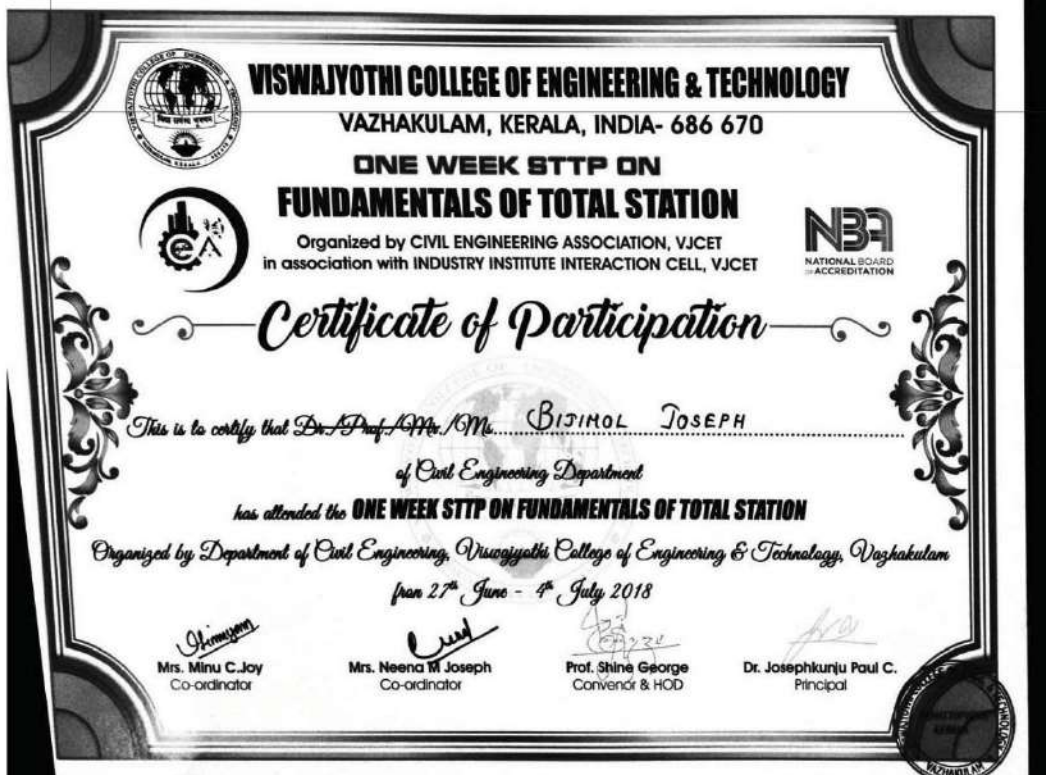 VISWAJYOTHI COLLEGE OF ENGINEERING & TECHNOLOGY
VAZHAKULAM, KERALA, INDIA- 686 670
ONE WEEK STTP ON
FUNDAMENTALS OF TOTAL STATION
Organized by CIVIL ENGINEERING ASSOCIATION, VJCET
in association with INDUSTRY INSTITUTE INTERACTION CELL, VJCET
NBA
NATIONAL BOARD
OF ACCREDITATION
Certificate of Participation
This is to certify that Dr./Prof./Mr./Ms. BIJIMOL JOSEPH
of Civil Engineering Department
has attended the ONE WEEK STTP ON FUNDAMENTALS OF TOTAL STATION
Organized by Department of Civil Engineering, Viswajyothi College of Engineering & Technology, Vazhakulam
from 27th June - 4th July 2018
Mrs. Minu C.Joy
Co-ordinator
Mrs. Neena M Joseph
Co-ordinator
Prof. Shine George
Convenor & HOD
Dr. Josephkunju Paul C.
Principal